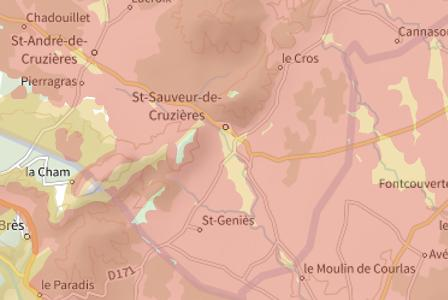 Chadouillet
St-André-de-
Cruzières
Pierragras
Cannason
le Cros
St-Sauveur-de-
Cruzières
la Cham
Fontcouverte
St-Geniès
Brès
le Paradis
D171
le Moulin de Courlas